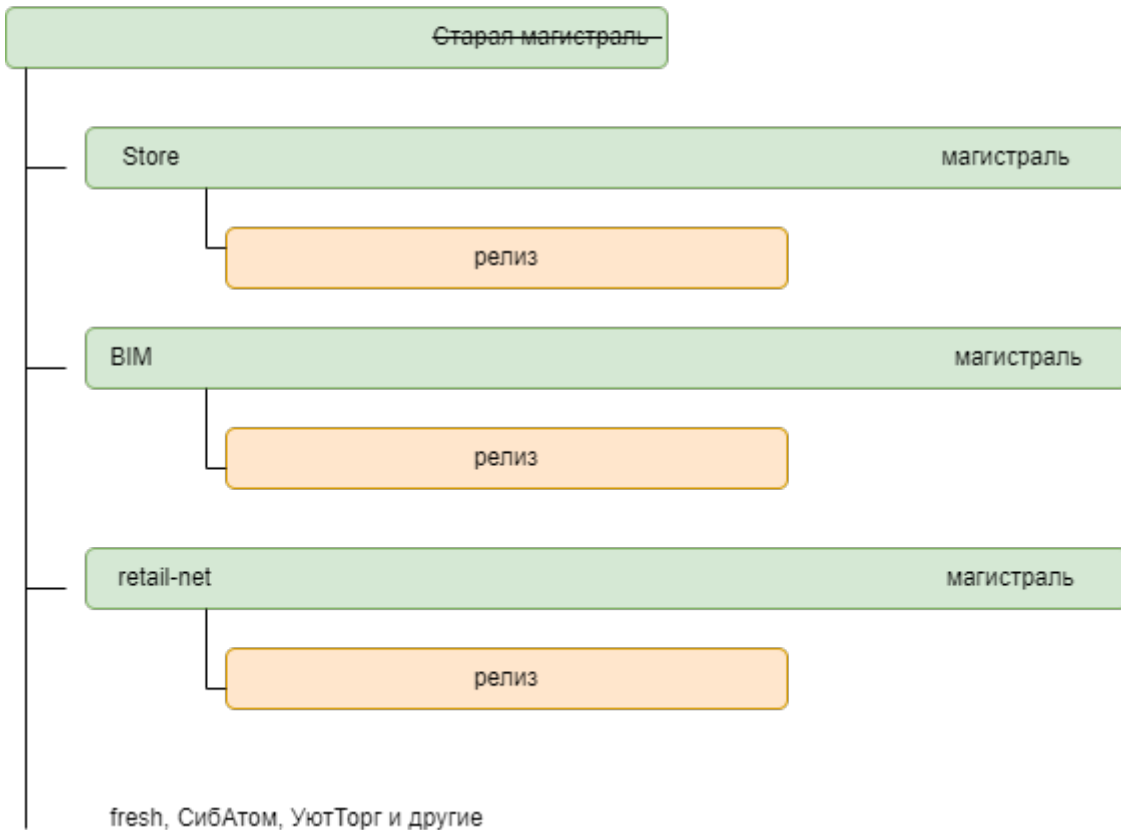 Старая магистраль
Store магистраль
релиз
BIM магистраль
релиз
retail-net магистраль
релиз
fresh, СибАтом, УютТорг и другие